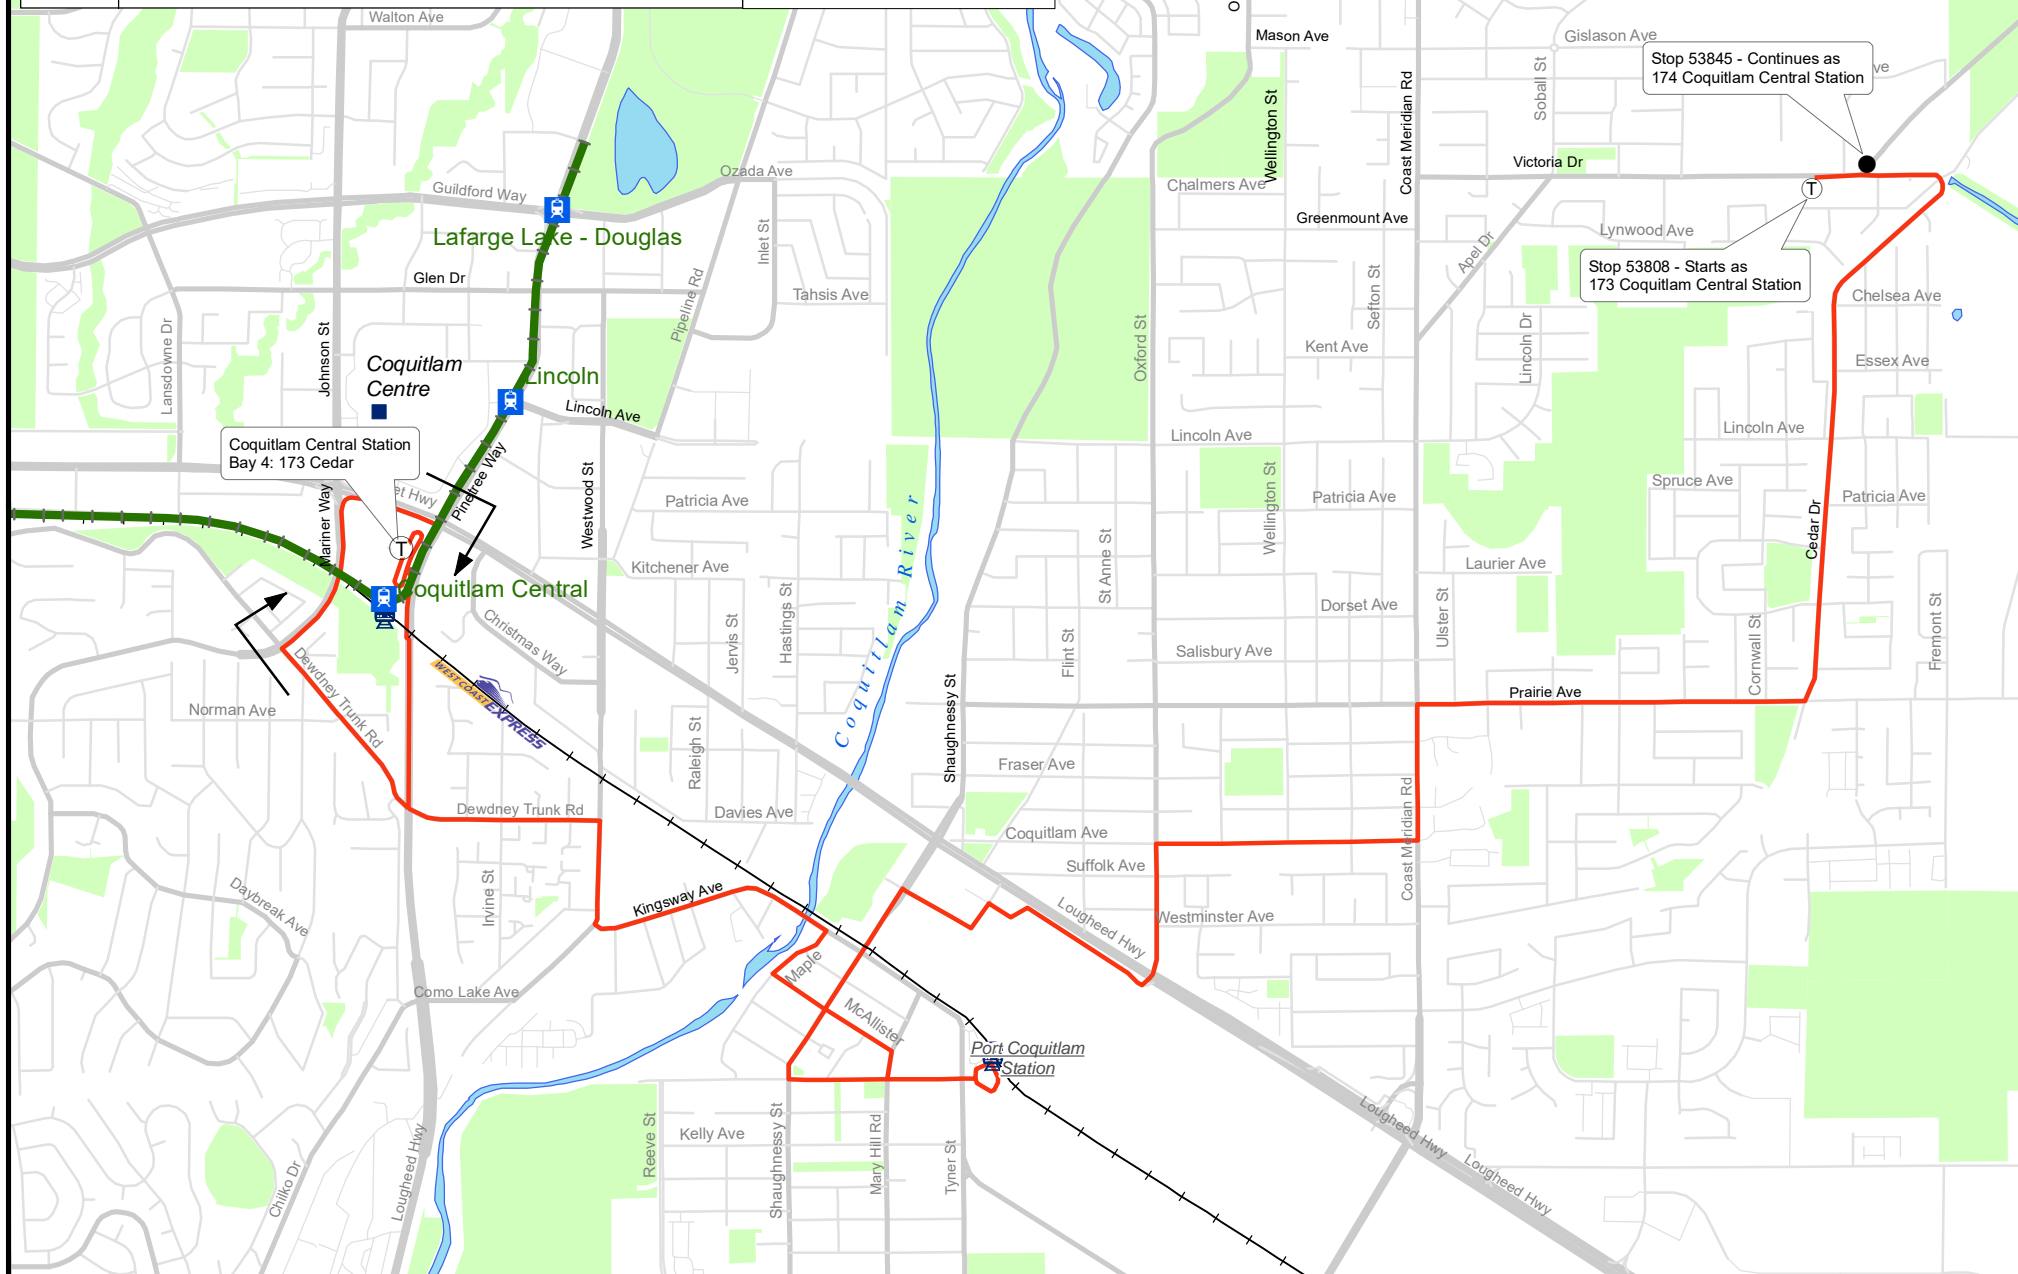 Walton Ave
O
Mason Ave
Gislason Ave
Stop 53845 - Continues as
174 Coquitlam Central Station
ve
Soball St
Wellington St
Coast Meridian Rd
Victoria Dr
Ozada Ave
Guildford Way
Chalmers Ave
T
Lafarge Lake - Douglas
Inlet St
Greenmount Ave
Lynwood Ave
Apel Dr
Stop 53808 - Starts as
173 Coquitlam Central Station
Glen Dr
Pipeline Rd
Tahsis Ave
Sefton St
Chelsea Ave
Lansdowne Dr
Johnson St
Coquitlam
Centre
Lincoln
Oxford St
Kent Ave
Lincoln Dr
Essex Ave
Lincoln Ave
Coquitlam Central Station
Bay 4: 173 Cedar
Lincoln Ave
Lincoln Ave
Mariner Way
et Hwy
Pinetree Way
Westwood St
Patricia Ave
Wellington St
Patricia Ave
Spruce Ave
Patricia Ave
Cedar Dr
T
Coquitlam River
St Anne St
Kitchener Ave
Laurier Ave
oquitlam Central
Christmas Way
Jervis St
Hastings St
Flint St
Dorset Ave
Ulster St
Cornwall St
Fremont St
Salisbury Ave
Dewdney Trunk Rd
WEST COAST
EXPRESS
Norman Ave
Raleigh St
Shaughnessy St
Prairie Ave
Fraser Ave
Dewdney Trunk Rd
Davies Ave
Coquitlam Ave
Coast Meridian Rd
Suffolk Ave
Daybreak Ave
Irvine St
Kingsway Ave
Lougheed Hwy
Westminster Ave
Maple
Como Lake Ave
McAllister
Port Coquitlam
Station
Reeve St
Kelly Ave
Shaughnessy St
Mary Hill Rd
Tyner St
Chilko Dr
Lougheed Hwy
Lougheed Hwy
Lougheed Hwy